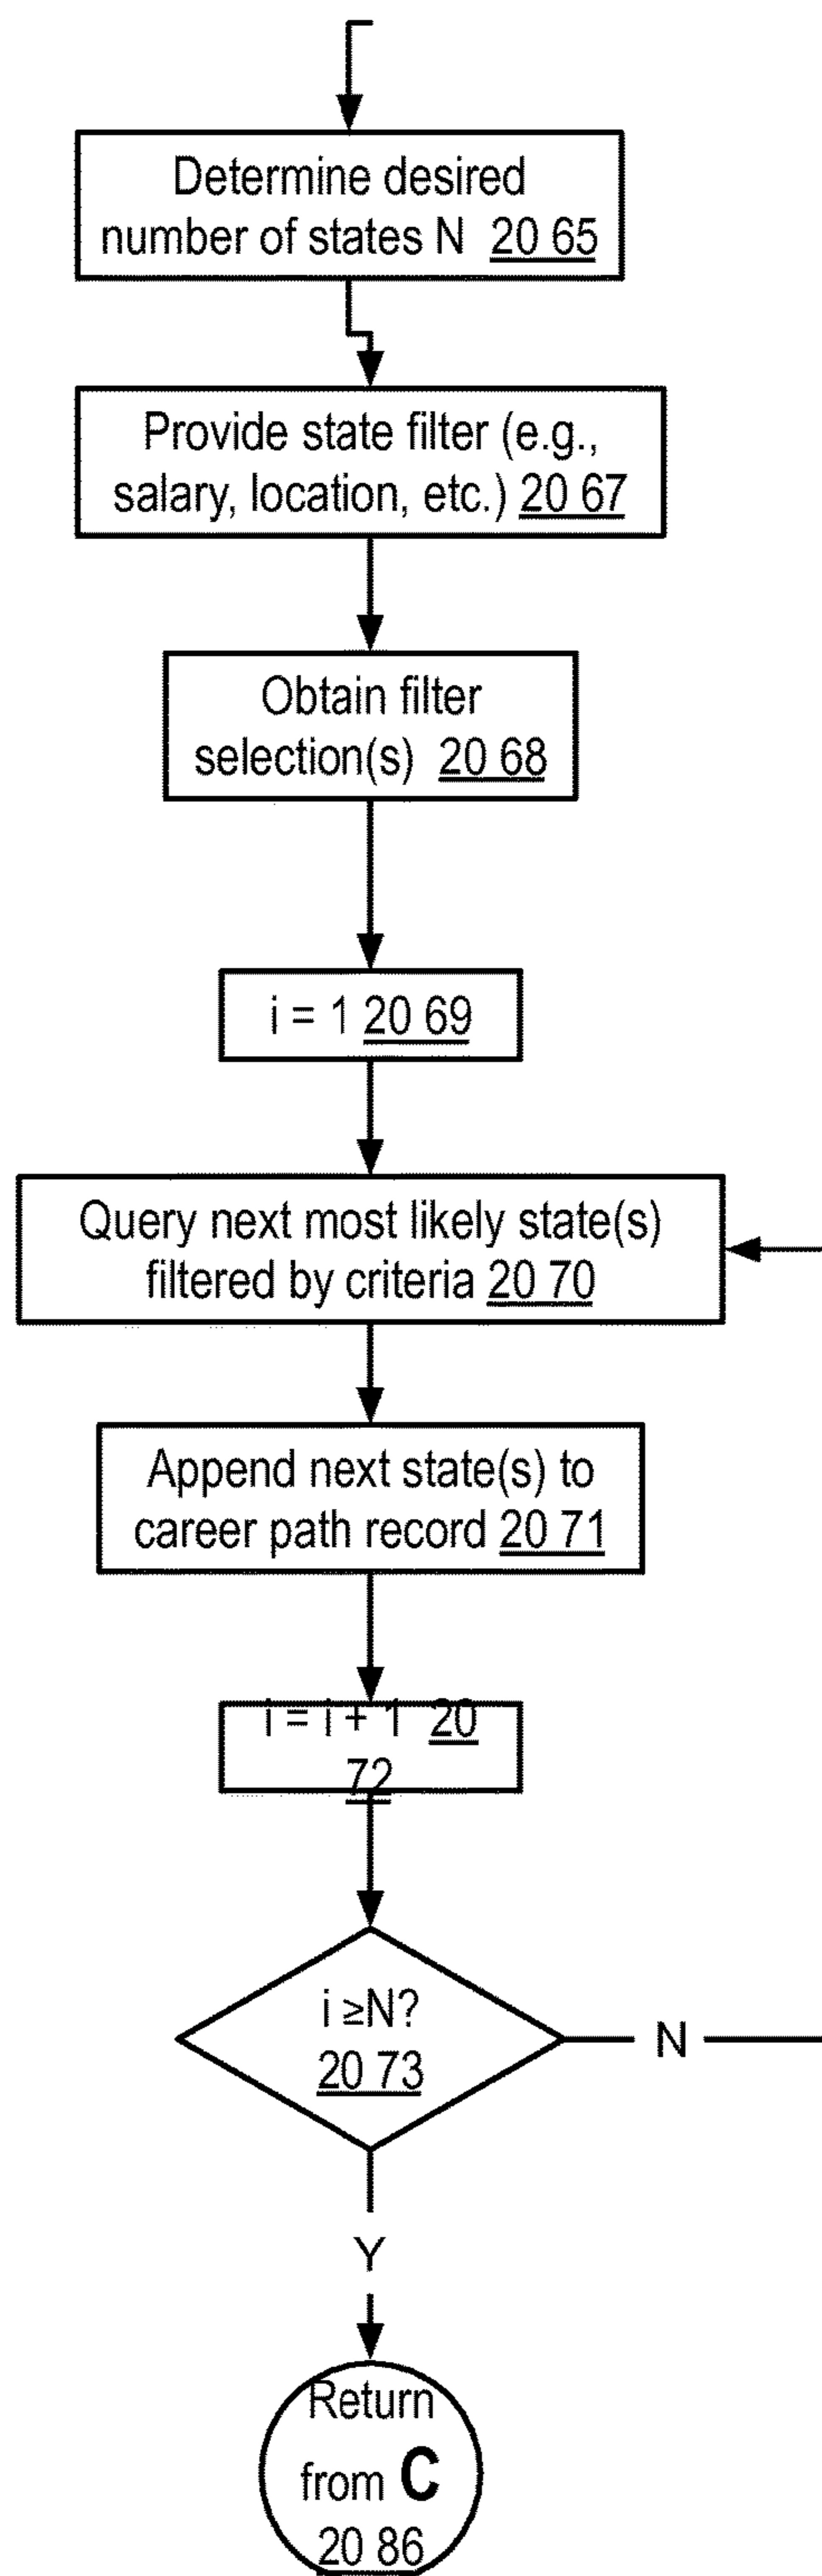 Determine desired
number of states N 20 65
Provide state filter (e.g.,
salary, location, etc.) 20 67
Obtain filter
selection(s) 20 68
i = 1 20 69
Query next most likely state(s)
filtered by criteria 20 70
Append next state(s) to
career path record 20 71
i = i + 1 20
72
i ≥N?
20 73
N
Y
Return
from C
20 86